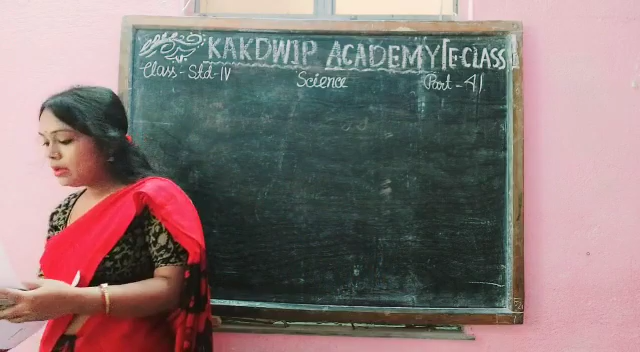 KAKDWIP ACADEMY [E-CLASS]
Class - Std - IV Science Part - 41